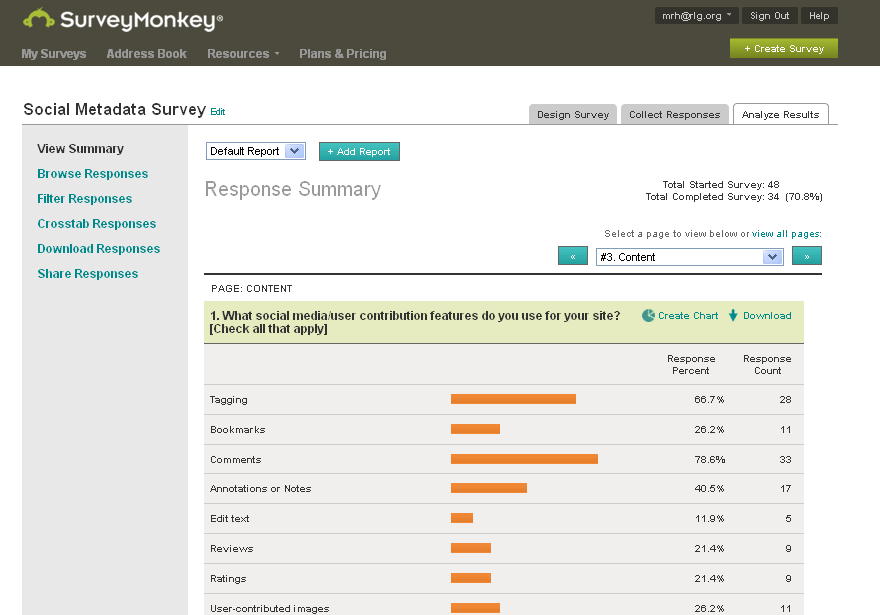 SurveyMonkey®
mrh@rlg.org Sign Out Help
My Surveys Address Book Resources Plans & Pricing
+ Create Survey
Social Metadata Survey Edit
Design Survey Collect Responses Analyze Results
View Summary
Browse Responses
Filter Responses
Crosstab Responses
Download Responses
Share Responses
Default Report + Add Report
Response Summary
Total Started Survey: 48
Total Completed Survey: 34 (70.8%)
Select a page to view below or view all pages:
« #3. Content »
PAGE: CONTENT
1. What social media/user contribution features do you use for your site?
[Check all that apply]
Create Chart Download
Response Percent
Response Count
Tagging 66.7% 28
Bookmarks 26.2% 11
Comments 78.6% 33
Annotations or Notes 40.5% 17
Edit text 11.9% 5
Reviews 21.4% 9
Ratings 21.4% 9
User-contributed images 26.2% 11